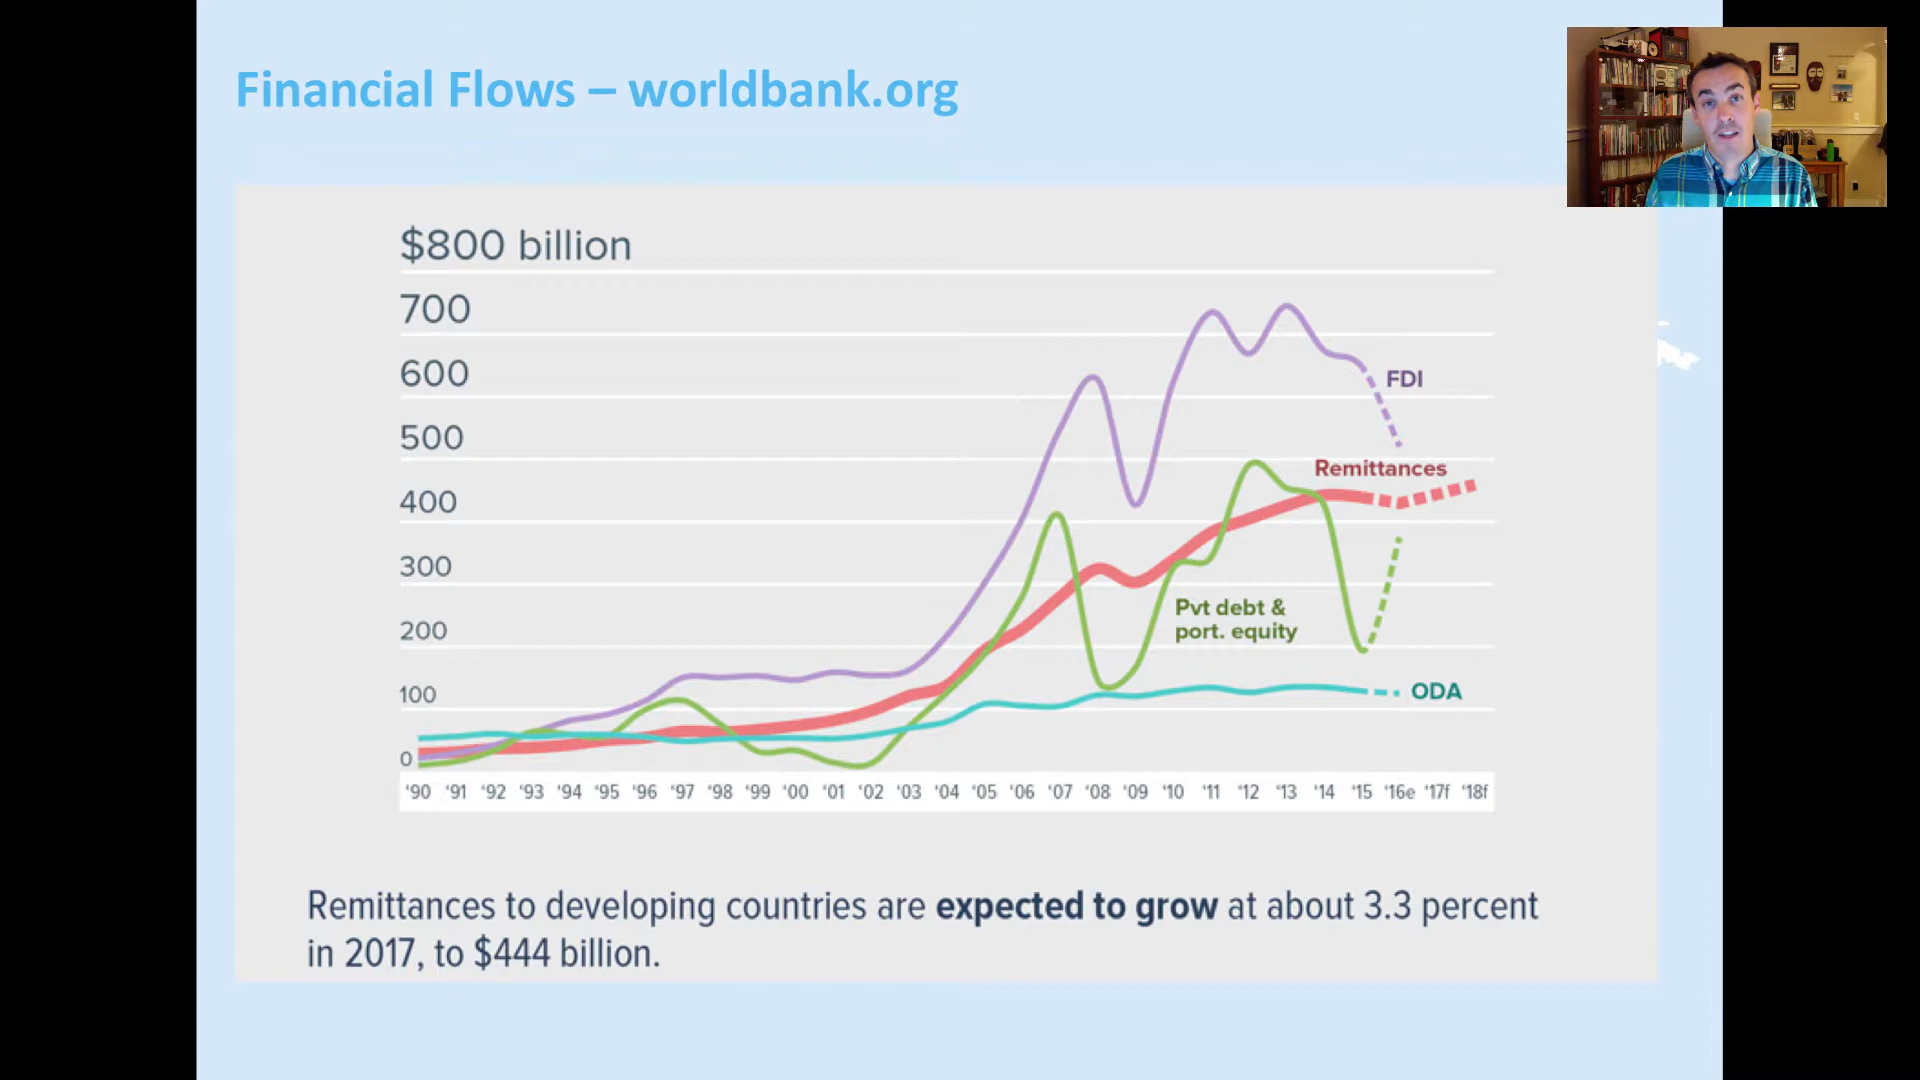 Financial Flows – worldbank.org
$800 billion
700
600
FDI
500
Remittances
400
300
Pvt debt &
port. equity
200
100
ODA
0
'90 '91 '92 '93 '94 '95 '96 '97 '98 '99 '00 '01 '02 '03 '04 '05 '06 '07 '08 '09 '10 '11 '12 '13 '14 '15 '16e '17f '18f
Remittances to developing countries are expected to grow at about 3.3 percent
in 2017, to $444 billion.